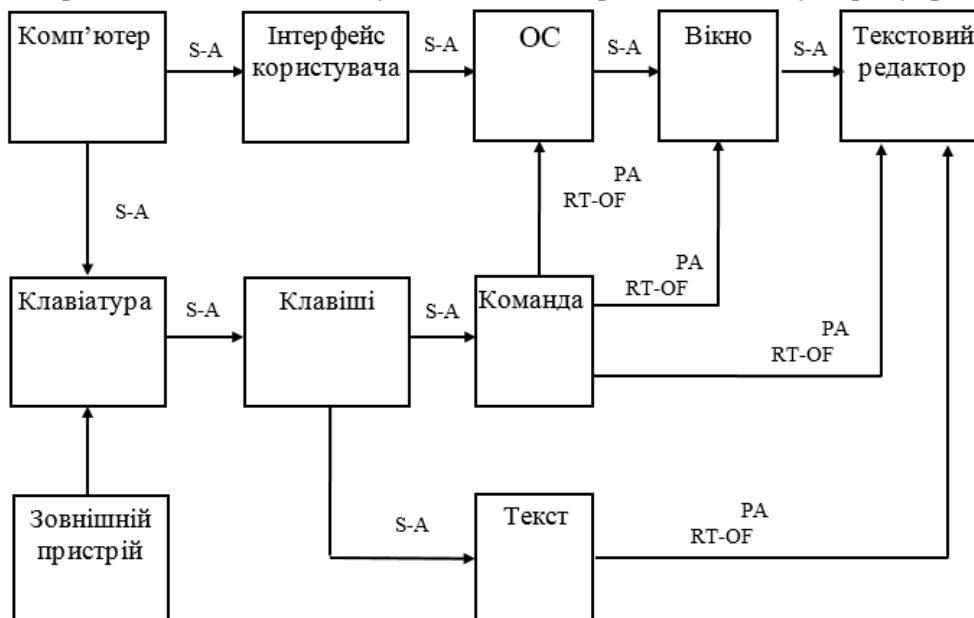 Комп’ютер
S-A
Інтерфейс
користувача
S-A
ОС
S-A
Вікно
S-A
Текстовий
редактор
S-A
PA
RT-OF
PA
RT-OF
PA
RT-OF
Клавіатура
S-A
Клавіші
S-A
Команда
Зовнішній
пристрій
S-A
Текст
PA
RT-OF